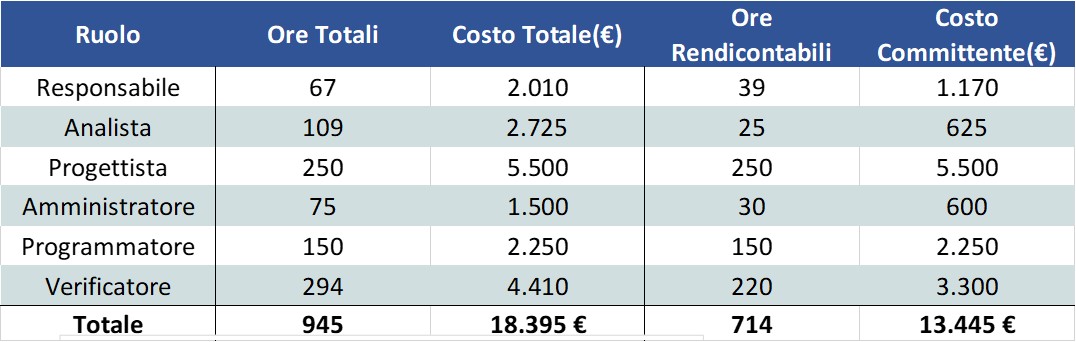 Ruolo Ore Totali Costo Totale(€) Ore Rendicontabili Costo Committente(€)
Responsabile 67 2.010 39 1.170
Analista 109 2.725 25 625
Progettista 250 5.500 250 5.500
Amministratore 75 1.500 30 600
Programmatore 150 2.250 150 2.250
Verificatore 294 4.410 220 3.300
Totale 945 18.395 € 714 13.445 €